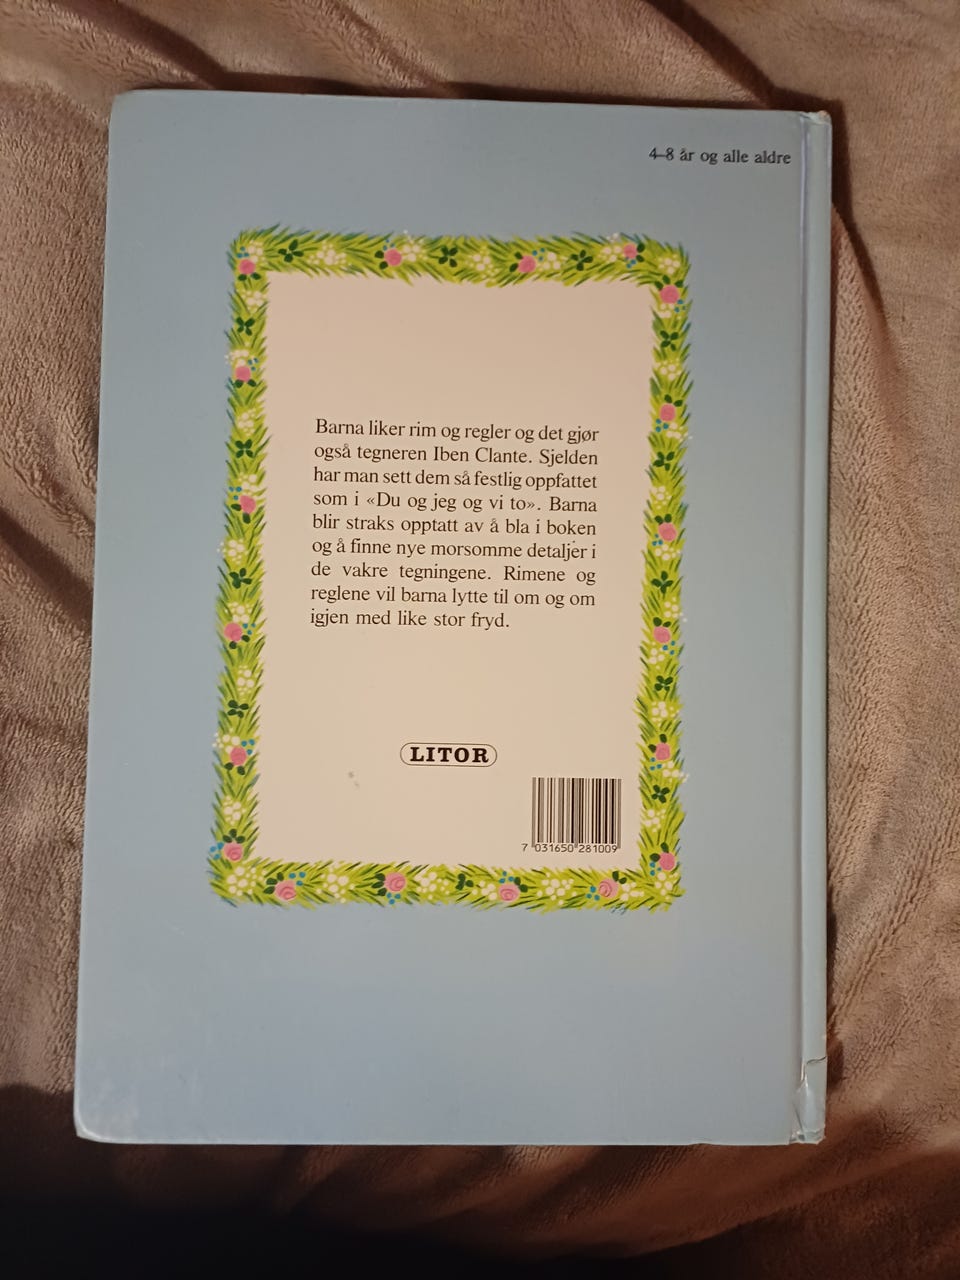 4–8 år og alle aldre
Barna liker rim og regler og det gjør
også tegneren Iben Clante. Sjelden
har man sett dem så festlig oppfattet
som i «Du og jeg og vi to». Barna
blir straks opptatt av å bla i boken
og å finne nye morsomme detaljer i
de vakre tegningene. Rimene og
reglene vil barna lytte til om og om
igjen med like stor fryd.
LITOR
7 031650 281009